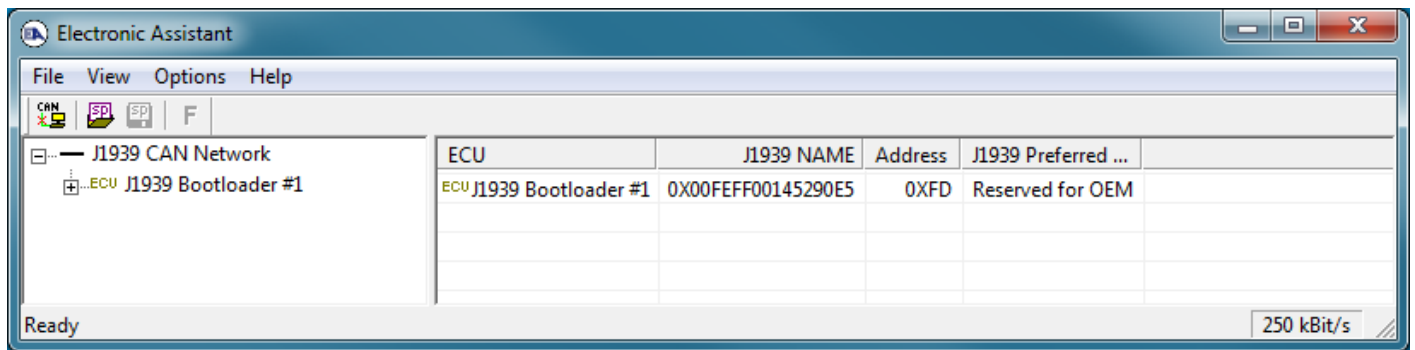 Electronic Assistant
File View Options Help
CAN SP SP F
J1939 CAN Network
ECU J1939 Bootloader #1
ECU J1939 NAME Address J1939 Preferred ...
ECU J1939 Bootloader #1 0X00FEFF00145290E5 0XFD Reserved for OEM
Ready 250 kBit/s